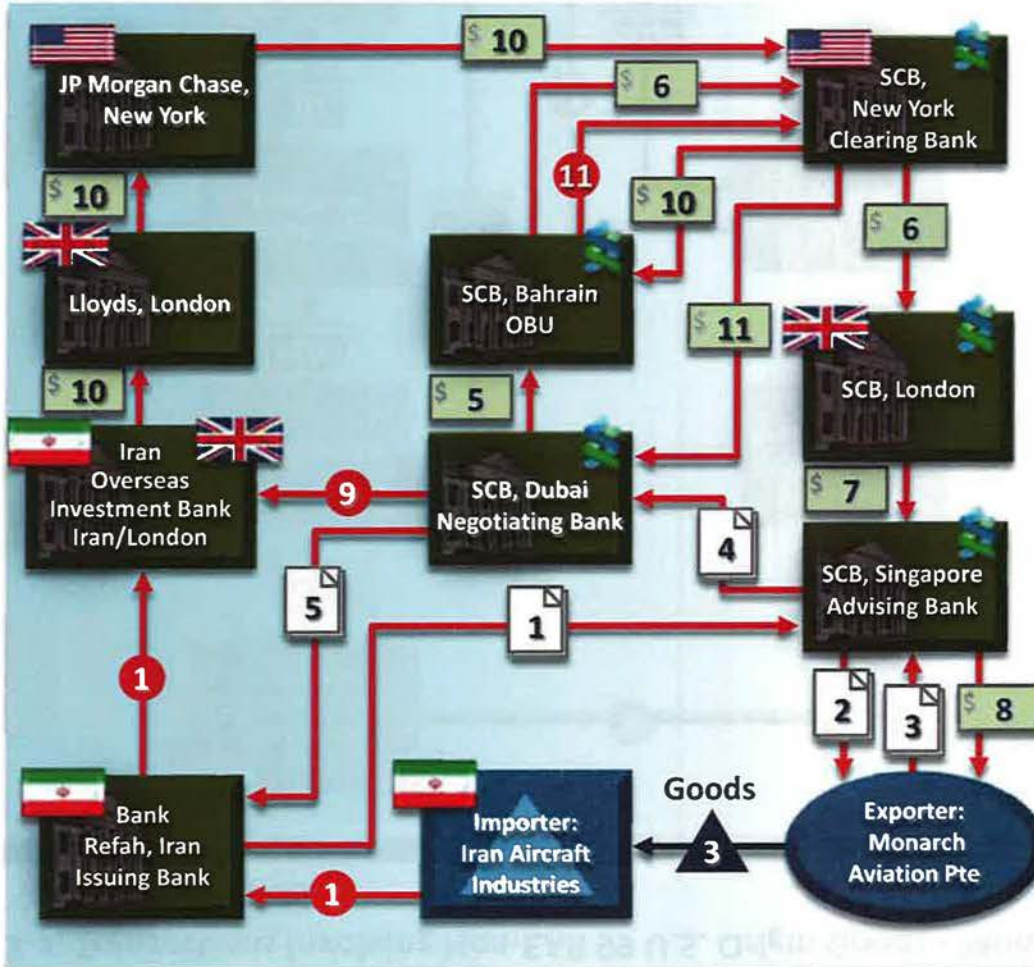 $ 10
JP Morgan Chase,
New York
SCB,
New York
Clearing Bank
$ 6
11
$ 10
$ 10
$ 6
Lloyds, London
SCB, Bahrain
OBU
$ 11
$ 10
$ 5
SCB, London
Iran
Overseas
Investment Bank
Iran/London
9
SCB, Dubai
Negotiating Bank
$ 7
4
5
1
SCB, Singapore
Advising Bank
1
2
3
$ 8
Bank
Refah, Iran
Issuing Bank
Importer:
Iran Aircraft
Industries
Goods
3
Exporter:
Monarch
Aviation Pte
1